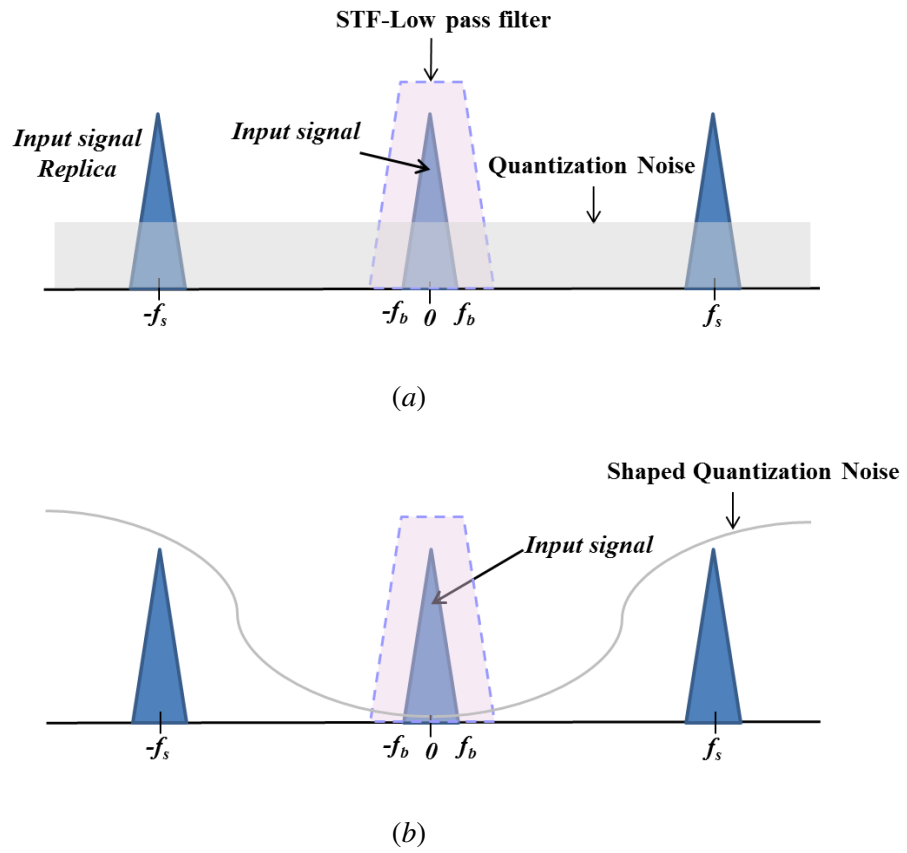 STF-Low pass filter
Input signal
Replica
Input signal
Quantization Noise
-fs
-fb 0 fb
fs
(a)
Shaped Quantization Noise
Input signal
-fs
-fb 0 fb
fs
(b)